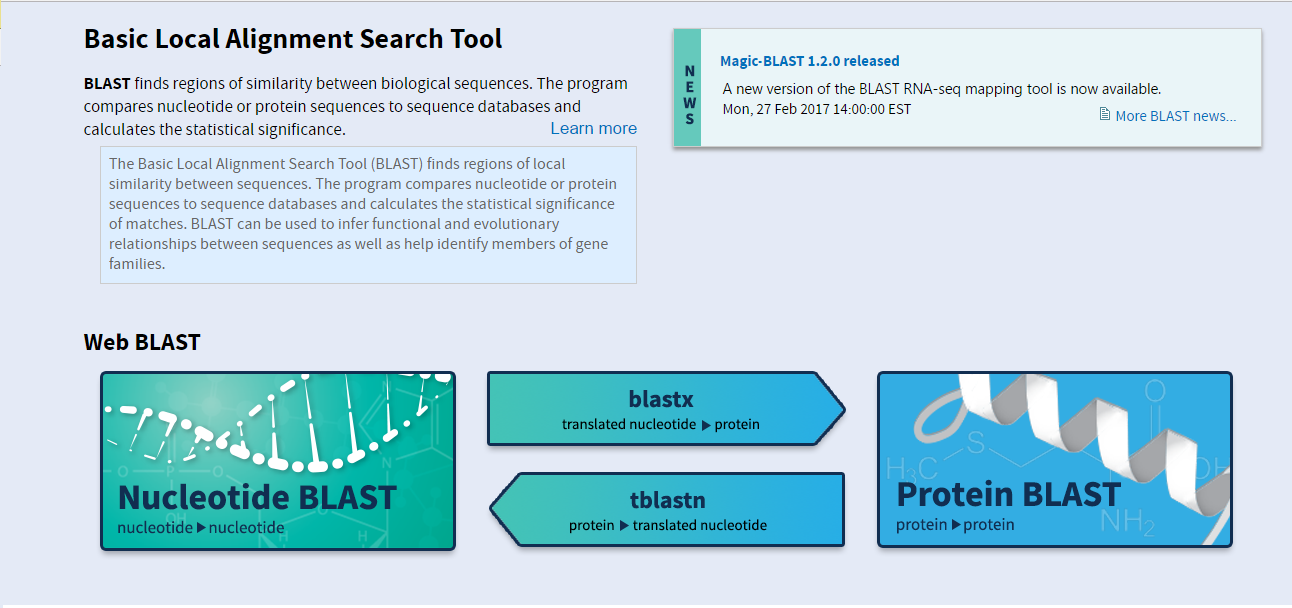 Basic Local Alignment Search Tool
BLAST finds regions of similarity between biological sequences. The program
compares nucleotide or protein sequences to sequence databases and
calculates the statistical significance.
Learn more
The Basic Local Alignment Search Tool (BLAST) finds regions of local
similarity between sequences. The program compares nucleotide or protein
sequences to sequence databases and calculates the statistical significance
of matches. BLAST can be used to infer functional and evolutionary
relationships between sequences as well as help identify members of gene
families.
NEWS
Magic-BLAST 1.2.0 released
A new version of the BLAST RNA-seq mapping tool is now available.
Mon, 27 Feb 2017 14:00:00 EST
More BLAST news...
Web BLAST
Nucleotide BLAST
nucleotide ▶ nucleotide
O P O
OH
N
H
H
blastx
translated nucleotide ▶ protein
tblastn
protein ▶ translated nucleotide
O
S
H₃C
OH
Protein BLAST
protein ▶ protein
NH₂